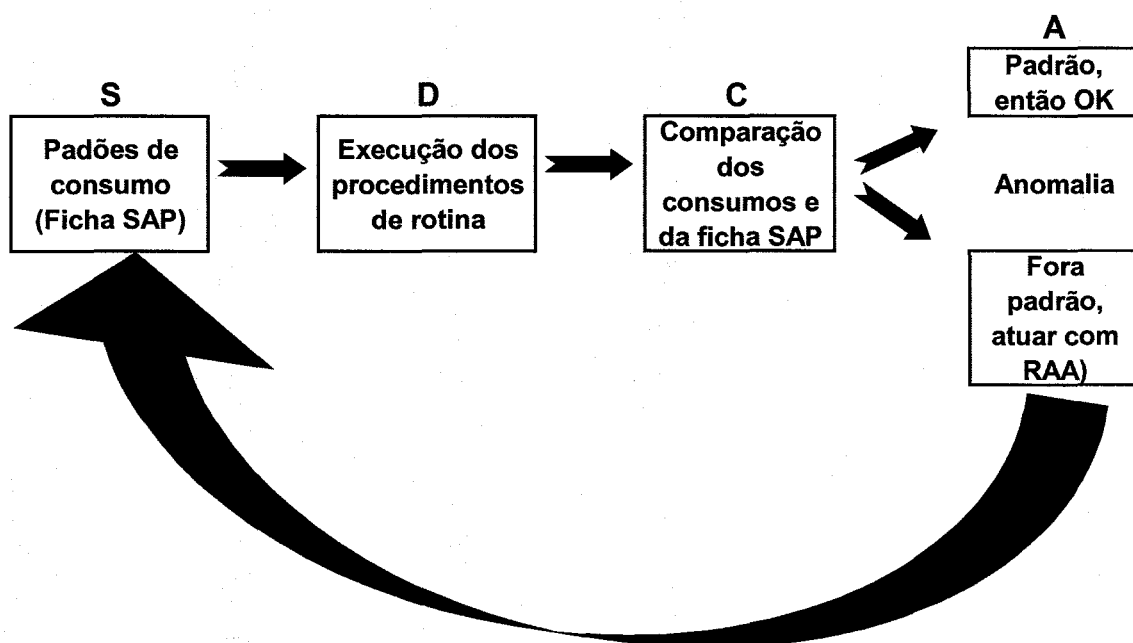 S
Padões de
consumo
(Ficha SAP)
D
Execução dos
procedimentos
de rotina
C
Comparação
dos
consumos e
da ficha SAP
A
Padrão,
então OK
Anomalia
Fora
padrão,
atuar com
RAA)